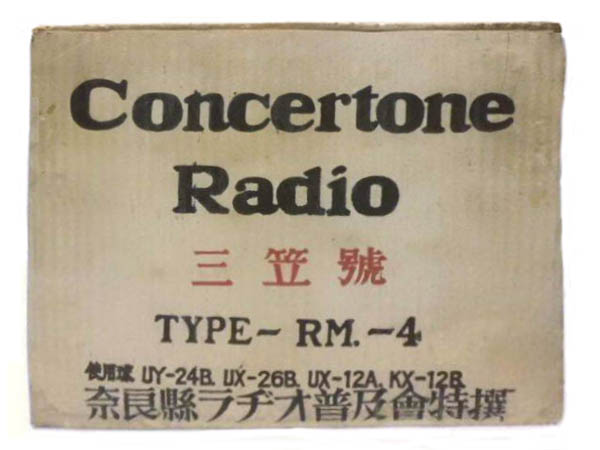 Concertone
Radio
三笠號
TYPE- RM.-4
使用球 UY-24B. UX-26B. UX-12A. KX-12B
奈良縣ラヂオ普及會特撰